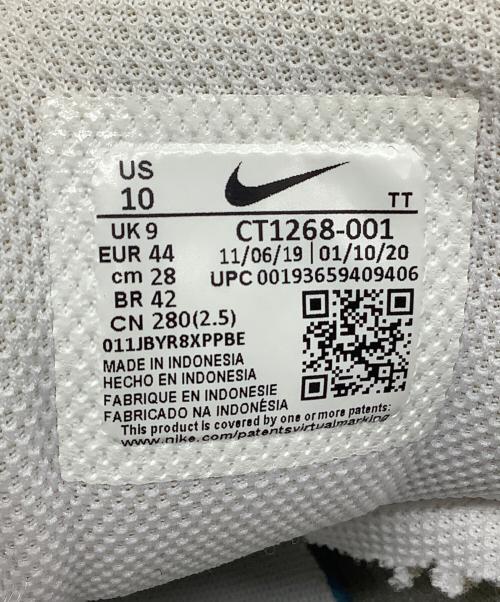 US
10
TT
UK 9
CT1268-001
EUR 44
11/06/19 | 01/10/20
cm 28
UPC 00193659409406
BR 42
CN 280(2.5)
011JBYR8XPPBE
MADE IN INDONESIA
HECHO EN INDONESIA
FABRIQUE EN INDONESIE
FABRICADO NA INDONÉSIA
This product is covered by one or more patents:
www.nike.com/patentsvirtualmarking